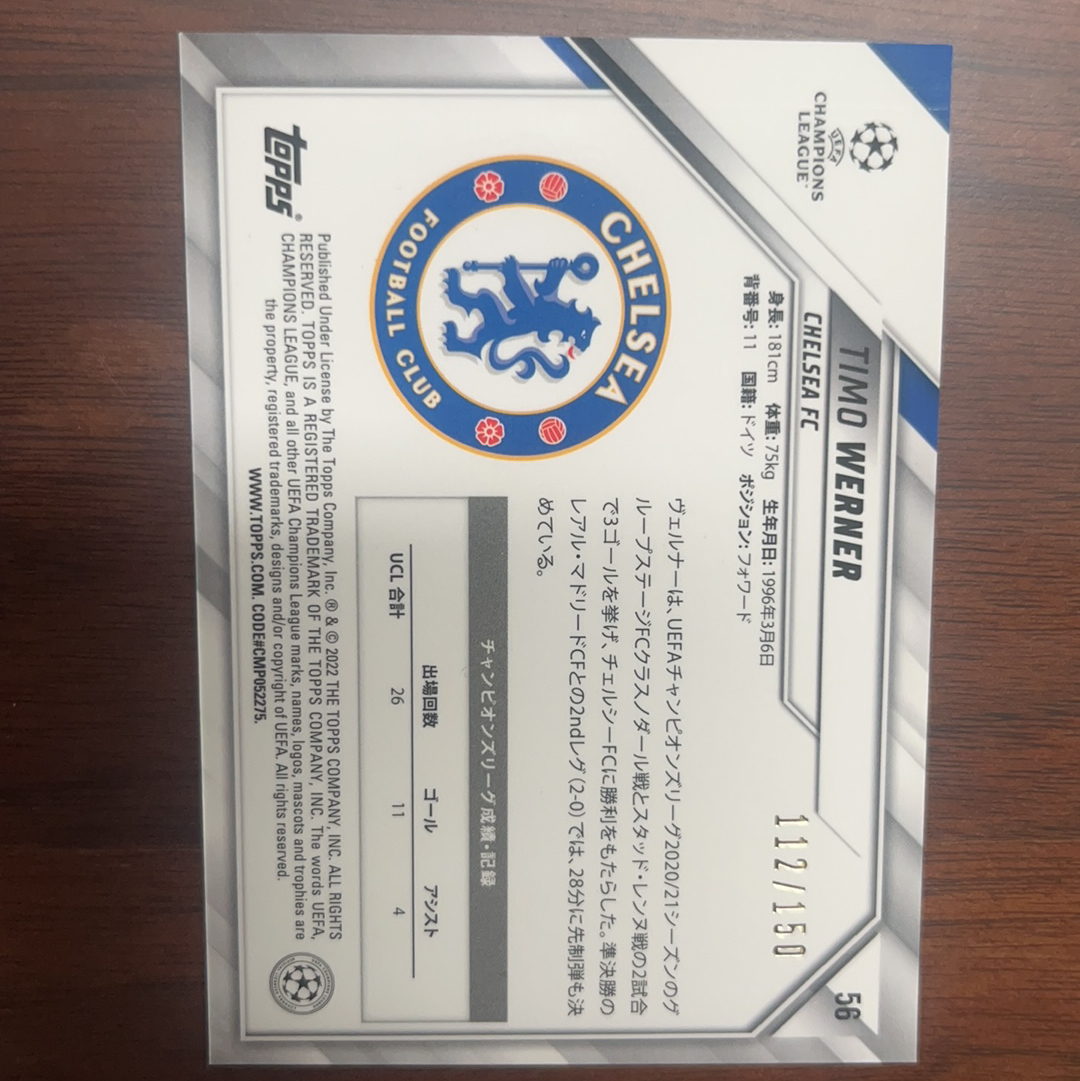 UEFA
CHAMPIONS
LEAGUE
56
TIMO WERNER
CHELSEA FC
112/150
身長: 181cm 体重: 75kg 生年月日: 1996年3月6日
背番号: 11 国籍: ドイツ ポジション: フォワード
CHELSEA
FOOTBALL CLUB
ヴェルナーは、UEFAチャンピオンズリーグ2020/21シーズンのグ
ループステージFCクラスノダール戦とスタッド・レンヌ戦の2試合
で3ゴールを挙げ、チェルシーFCに勝利をもたらした。準決勝の
レアル・マドリードCFとの2ndレグ(2-0)では、28分に先制弾も決
めている。
チャンピオンズリーグ成績・記録
出場回数 ゴール アシスト
UCL 合計 26 11 4
topps®
Published Under License by The Topps Company, Inc. ® & © 2022 THE TOPPS COMPANY, INC. ALL RIGHTS
RESERVED. TOPPS IS A REGISTERED TRADEMARK OF THE TOPPS COMPANY, INC. The words UEFA,
CHAMPIONS LEAGUE, and all other UEFA Champions League marks, names, logos, mascots and trophies are
the property, registered trademarks, designs and/or copyright of UEFA. All rights reserved.
WWW.TOPPS.COM. CODE#CMP052275.